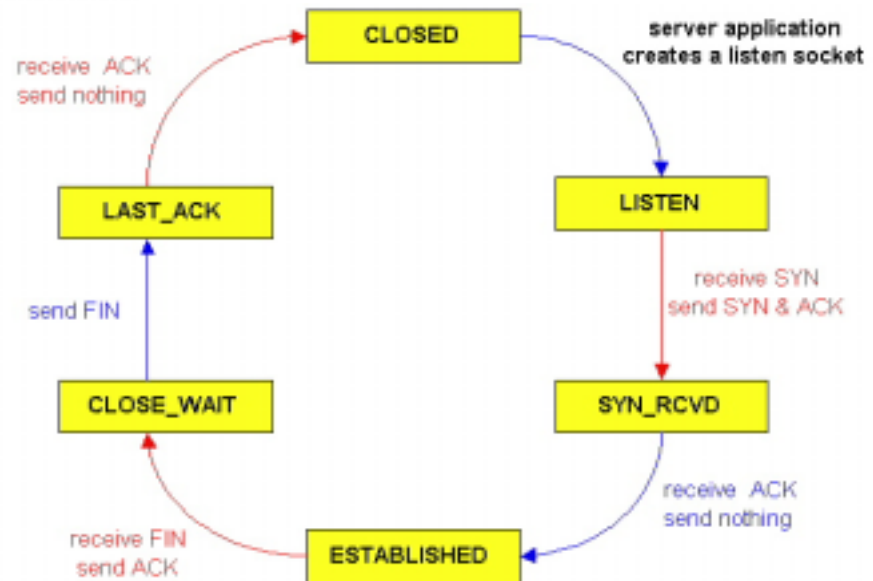 CLOSED
server application
creates a listen socket
receive ACK
send nothing
LAST_ACK
LISTEN
receive SYN
send SYN & ACK
send FIN
CLOSE_WAIT
SYN_RCVD
receive ACK
send nothing
receive FIN
send ACK
ESTABLISHED